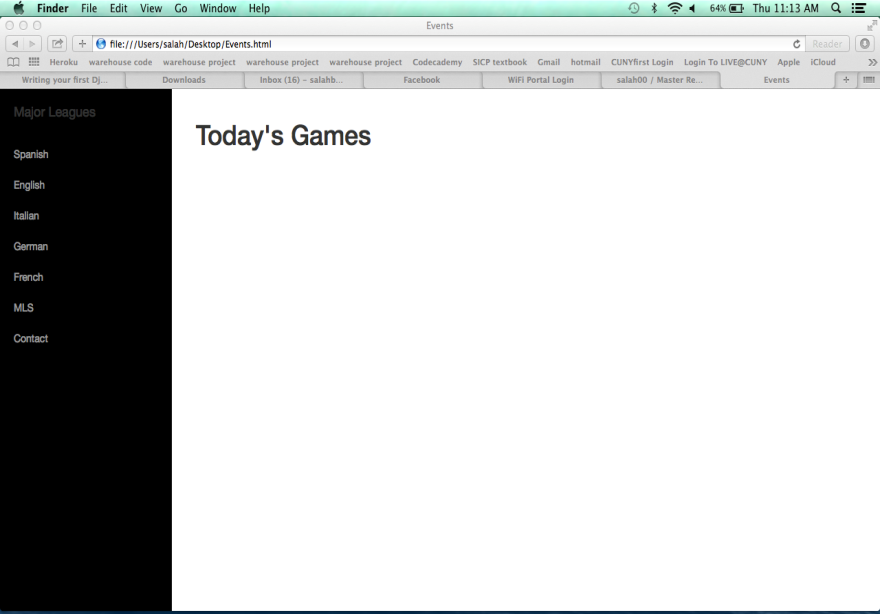 Finder File Edit View Go Window Help 64% Thu 11:13 AM
Events
file:///Users/salah/Desktop/Events.html Reader
Heroku warehouse code warehouse project warehouse project warehouse project Codecademy SICP textbook Gmail hotmail CUNYfirst Login Login To LIVE@CUNY Apple iCloud
Writing your first Dj... Downloads Inbox (16) – salahb... Facebook WiFi Portal Login salah00 / Master Re... Events
Major Leagues
Spanish
English
Italian
German
French
MLS
Contact
Today's Games